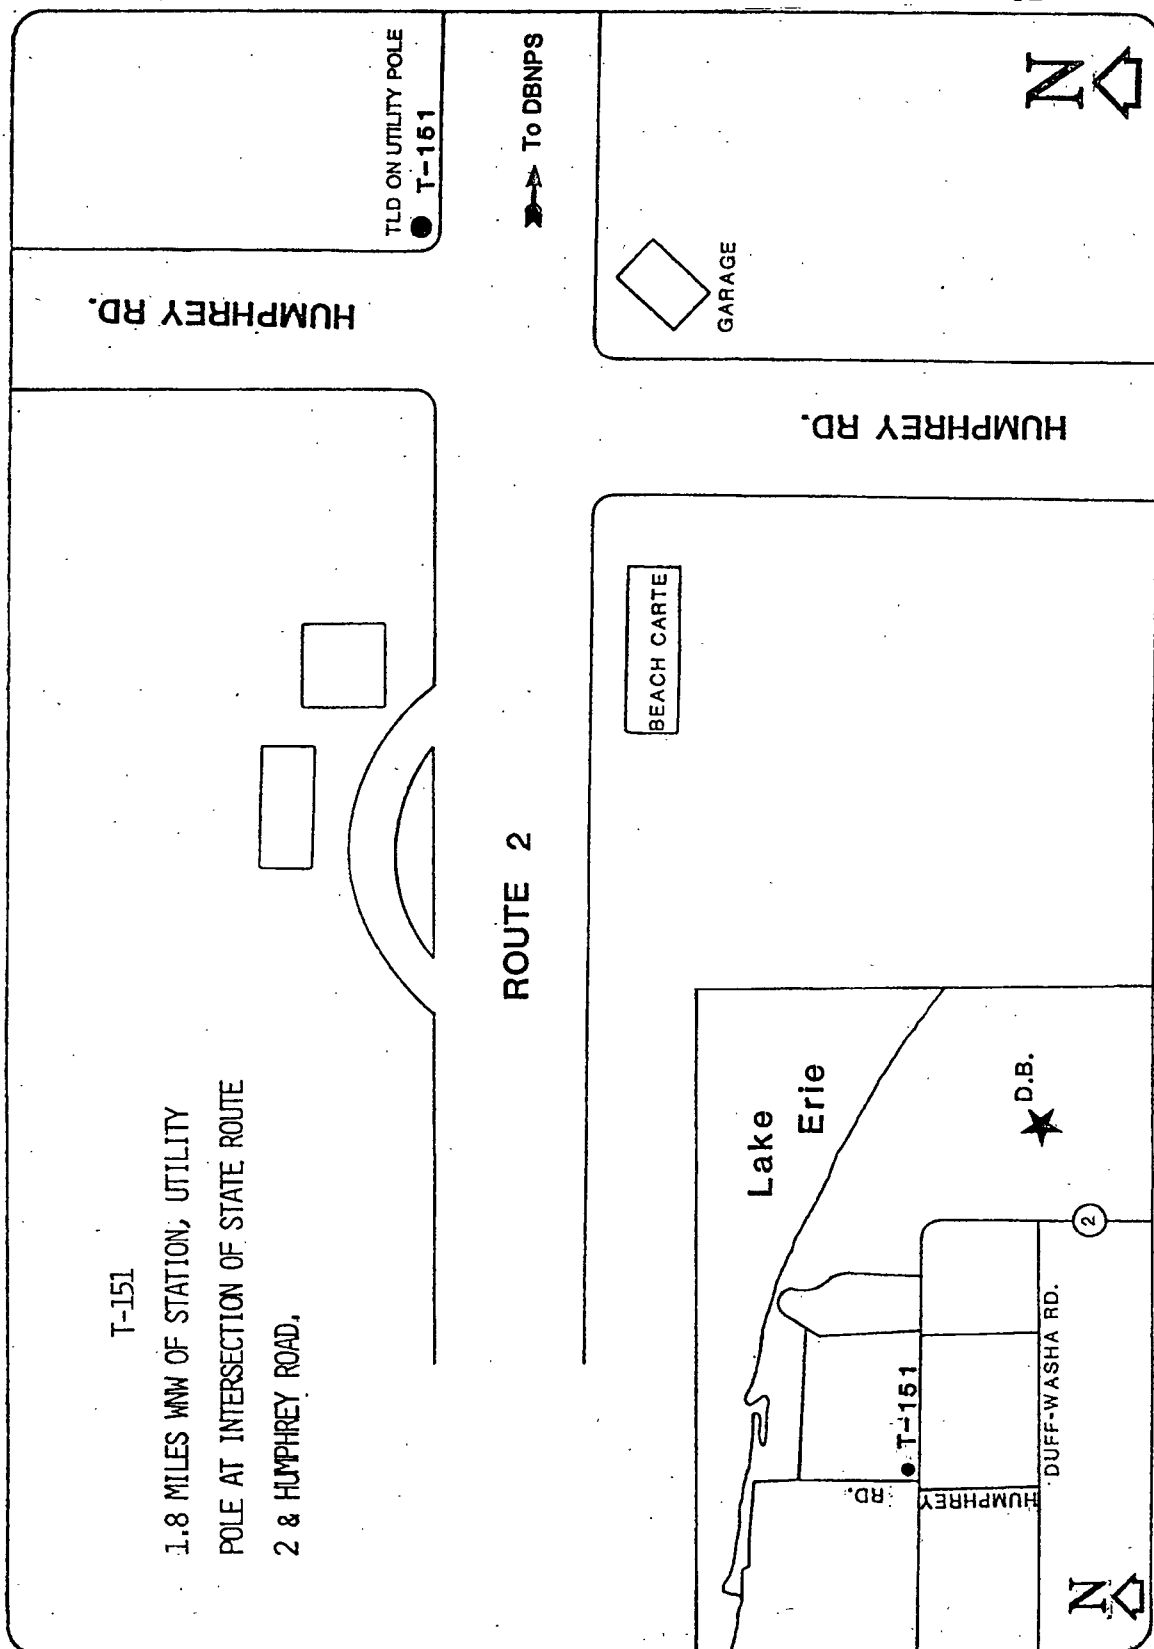 T-151
1.8 MILES WNW OF STATION; UTILITY
POLE AT INTERSECTION OF STATE ROUTE
2 & HUMPHREY ROAD.
HUMPHREY RD.
TLD ON UTILITY POLE
T-151
ROUTE 2
To DBNPS
BEACH CARTE
GARAGE
HUMPHREY RD.
N
Lake
Erie
RD.
T-151
HUMPHREY
DUFF-WASHA RD.
2
D.B.
N